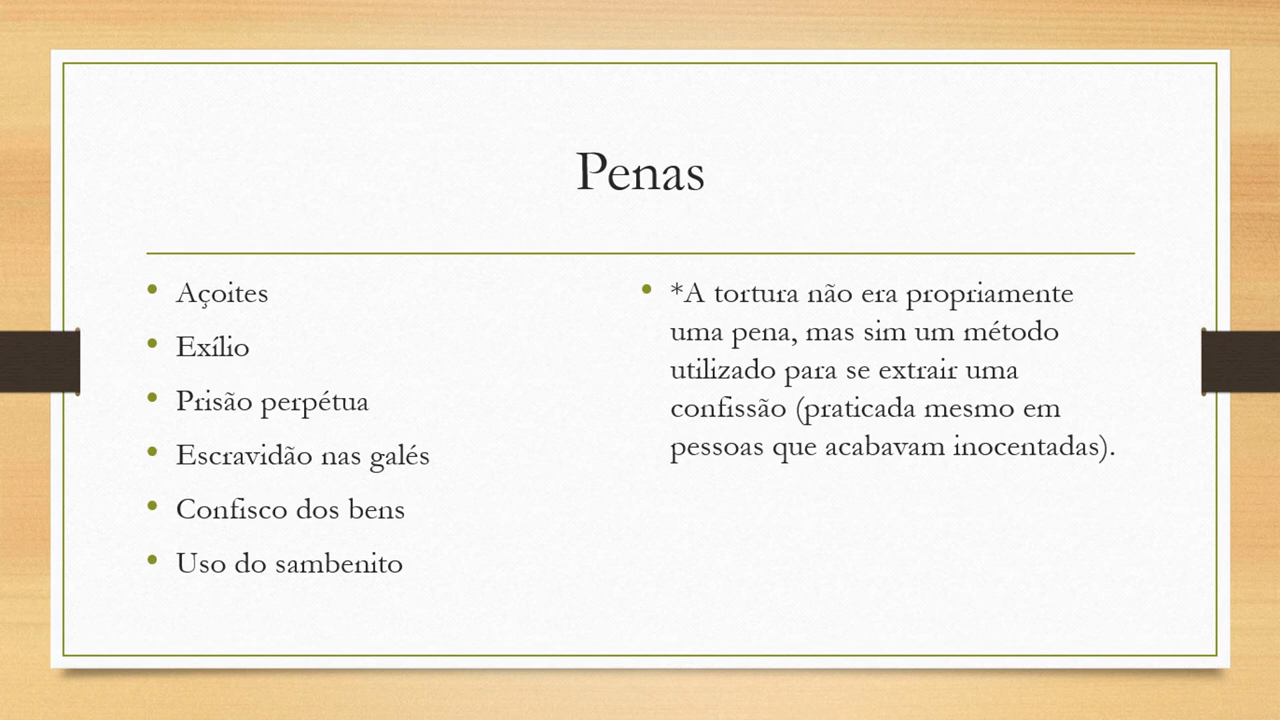 Penas
• Açoites
• Exílio
• Prisão perpétua
• Escravidão nas galés
• Confisco dos bens
• Uso do sambenito
• *A tortura não era propriamente
uma pena, mas sim um método
utilizado para se extrair uma
confissão (praticada mesmo em
pessoas que acabavam inocentadas).